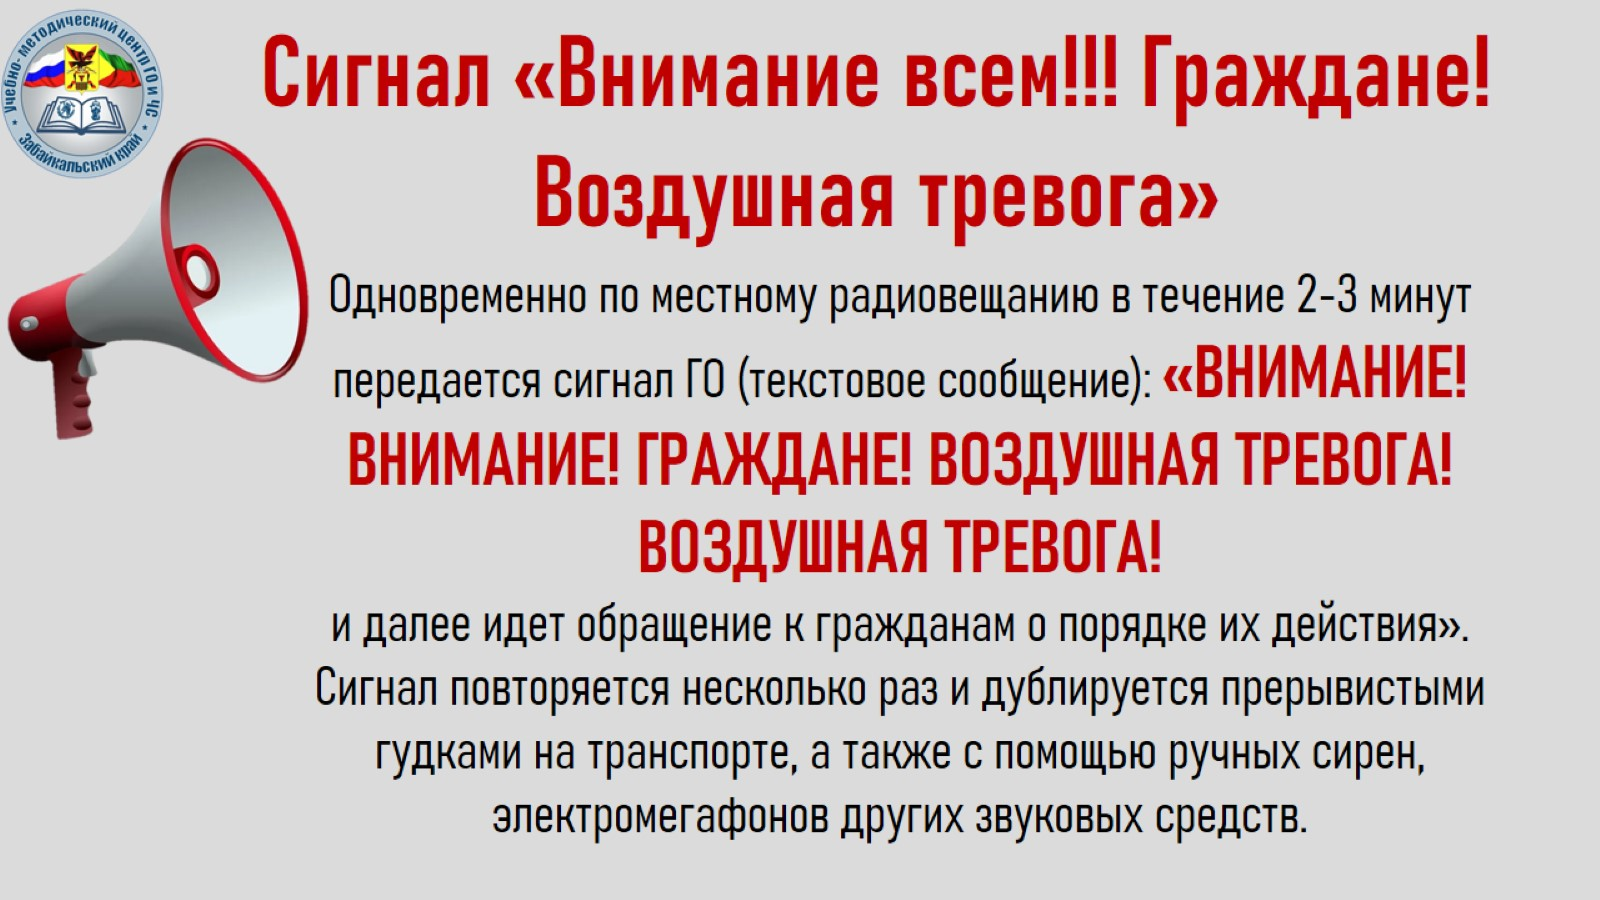 Учебно-методический центр ГО и ЧС
* Забайкальский край *
Сигнал «Внимание всем!!! Граждане!
Воздушная тревога»
Одновременно по местному радиовещанию в течение 2-3 минут
передается сигнал ГО (текстовое сообщение): «ВНИМАНИЕ!
ВНИМАНИЕ! ГРАЖДАНЕ! ВОЗДУШНАЯ ТРЕВОГА!
ВОЗДУШНАЯ ТРЕВОГА!
и далее идет обращение к гражданам о порядке их действия».
Сигнал повторяется несколько раз и дублируется прерывистыми
гудками на транспорте, а также с помощью ручных сирен,
электромегафонов других звуковых средств.